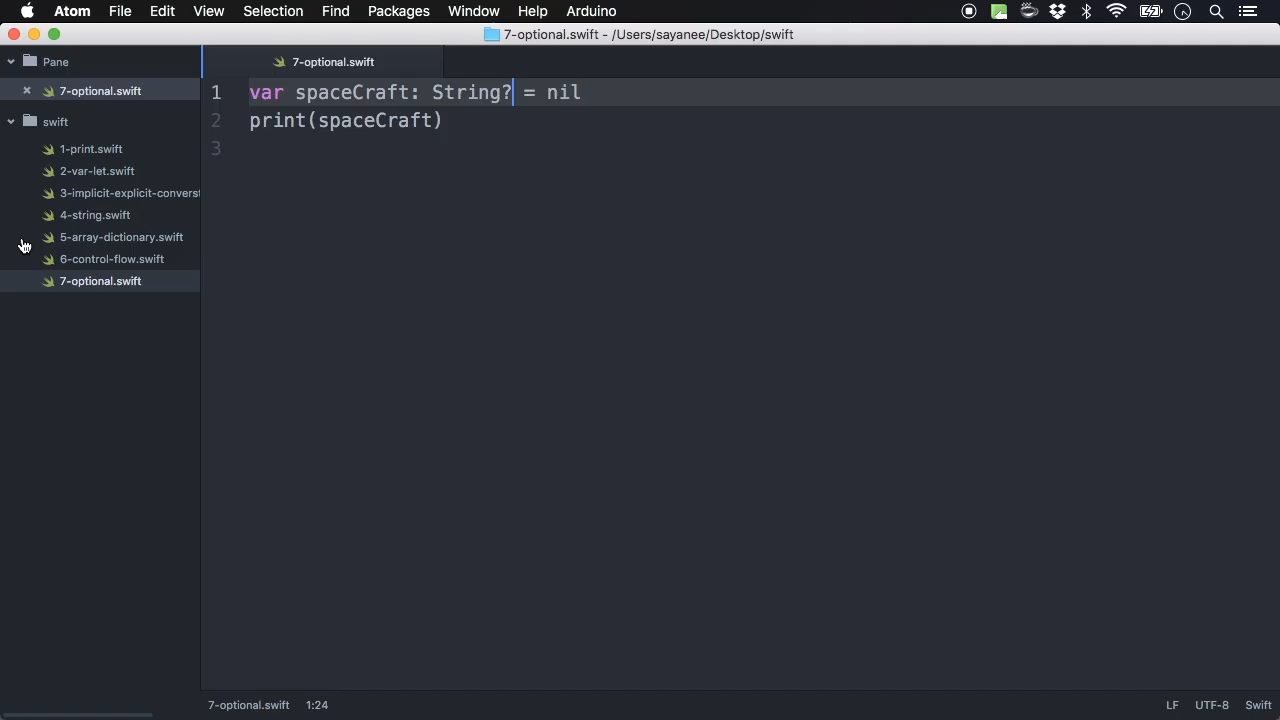 Atom File Edit View Selection Find Packages Window Help Arduino
7-optional.swift - /Users/sayanee/Desktop/swift
Pane
7-optional.swift
swift
1-print.swift
2-var-let.swift
3-implicit-explicit-converst
4-string.swift
5-array-dictionary.swift
6-control-flow.swift
7-optional.swift
7-optional.swift
1 var spaceCraft: String? = nil
2 print(spaceCraft)
3
7-optional.swift 1:24 LF UTF-8 Swift